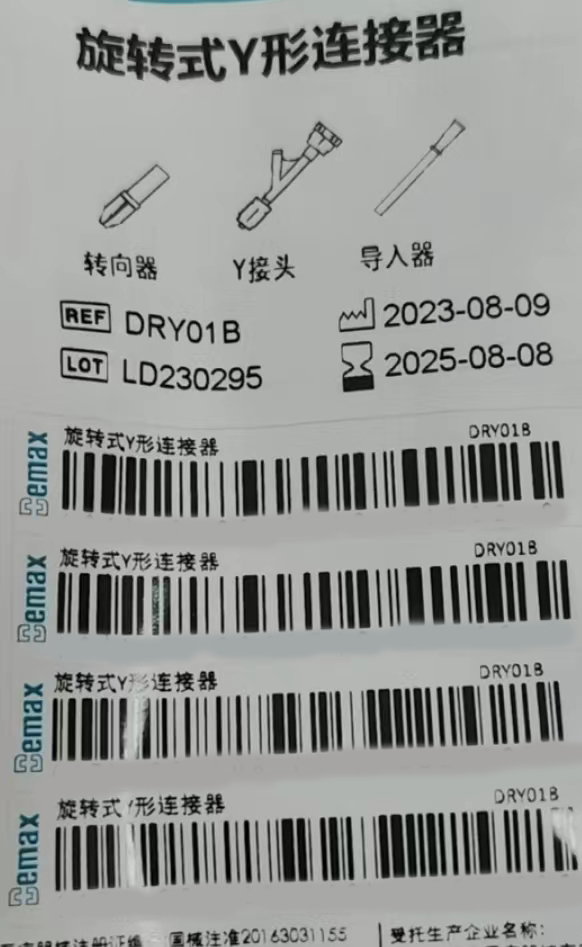 旋转式Y形连接器
转向器 Y接头 导入器
REF DRY01B 2023-08-09
LOT LD230295 2025-08-08
emax 旋转式Y形连接器 DRY01B
emax 旋转式Y形连接器 DRY01B
emax 旋转式Y形连接器 DRY01B
emax 旋转式Y形连接器 DRY01B
国械注准20163031155 受托生产企业名称: